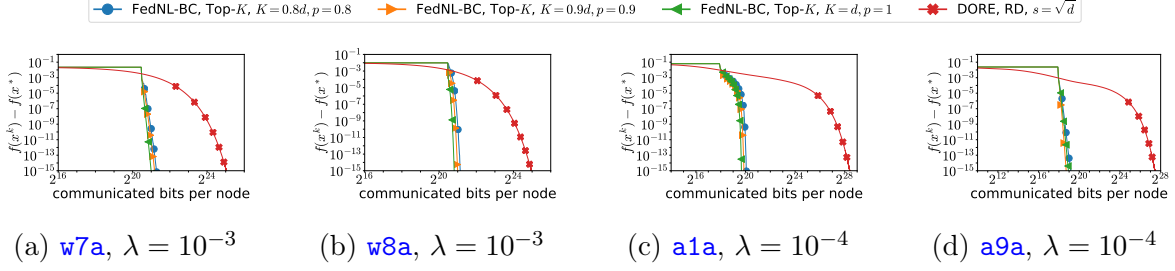 FedNL-BC, Top-K, K = 0.8d, p = 0.8 FedNL-BC, Top-K, K = 0.9d, p = 0.9 FedNL-BC, Top-K, K = d, p = 1 DORE, RD, s = √d
f(x^k) − f(x^*)
10^{-1}
10^{-3}
10^{-5}
10^{-7}
10^{-9}
10^{-11}
10^{-13}
10^{-15}
2^{16} 2^{20} 2^{24}
communicated bits per node
(a) w7a, λ = 10^{-3}
f(x^k) − f(x^*)
10^{-1}
10^{-3}
10^{-5}
10^{-7}
10^{-9}
10^{-11}
10^{-13}
10^{-15}
2^{16} 2^{20} 2^{24}
communicated bits per node
(b) w8a, λ = 10^{-3}
f(x^k) − f(x^*)
10^{-1}
10^{-3}
10^{-5}
10^{-7}
10^{-9}
10^{-11}
10^{-13}
10^{-15}
2^{16} 2^{20} 2^{24} 2^{28}
communicated bits per node
(c) a1a, λ = 10^{-4}
f(x^k) − f(x^*)
10^{-1}
10^{-3}
10^{-5}
10^{-7}
10^{-9}
10^{-11}
10^{-13}
10^{-15}
2^{12} 2^{16} 2^{20} 2^{24} 2^{28}
communicated bits per node
(d) a9a, λ = 10^{-4}